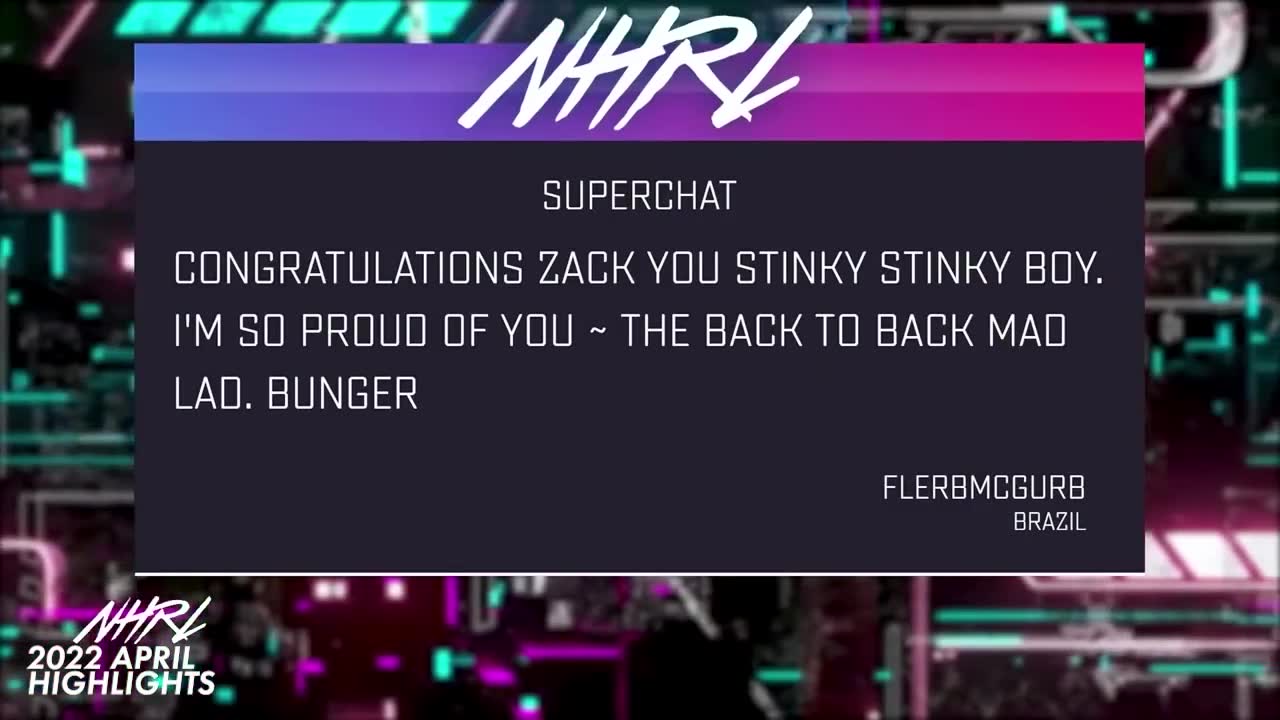 NHRL
SUPERCHAT
CONGRATULATIONS ZACK YOU STINKY STINKY BOY.
I'M SO PROUD OF YOU ~ THE BACK TO BACK MAD
LAD. BUNGER
FLERBMCGURB
BRAZIL
NHRL
2022 APRIL
HIGHLIGHTS